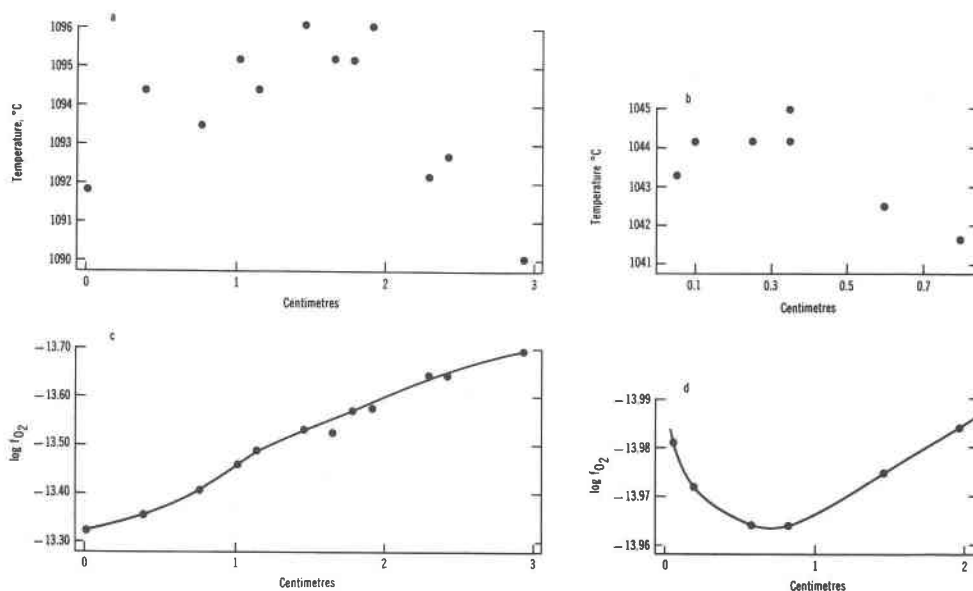 a
1096
1095
1094
1093
1092
1091
1090
Temperature, °C
0 1 2 3
Centimetres
b
1045
1044
1043
1042
1041
Temperature °C
0.1 0.3 0.5 0.7
Centimetres
c
−13.70
−13.60
−13.50
−13.40
−13.30
log fO2
0 1 2 3
Centimetres
d
−13.99
−13.98
−13.97
−13.96
log fO2
0 1 2
Centimetres